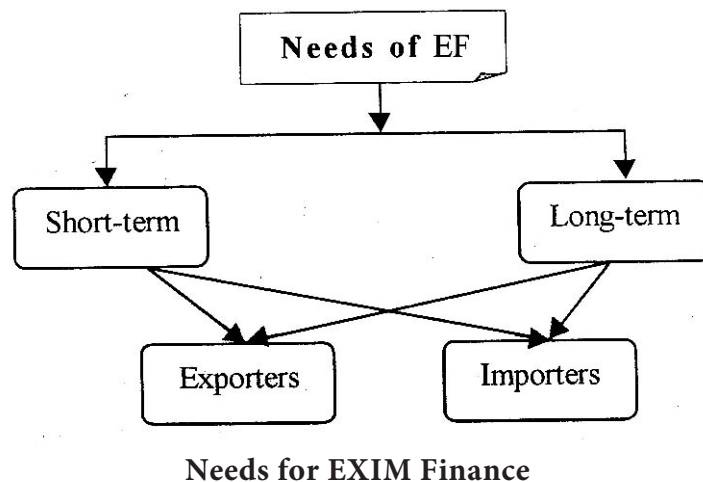 Needs of EF
Short-term
Long-term
Exporters
Importers
Needs for EXIM Finance